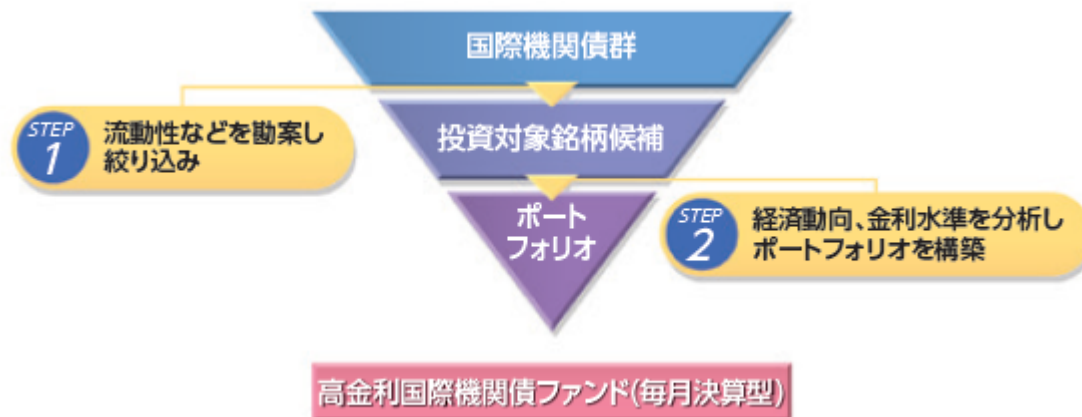 国際機関債群
STEP
1
流動性などを勘案し
絞り込み
投資対象銘柄候補
ポート
フォリオ
STEP
2
経済動向、金利水準を分析し
ポートフォリオを構築
高金利国際機関債ファンド(毎月決算型)